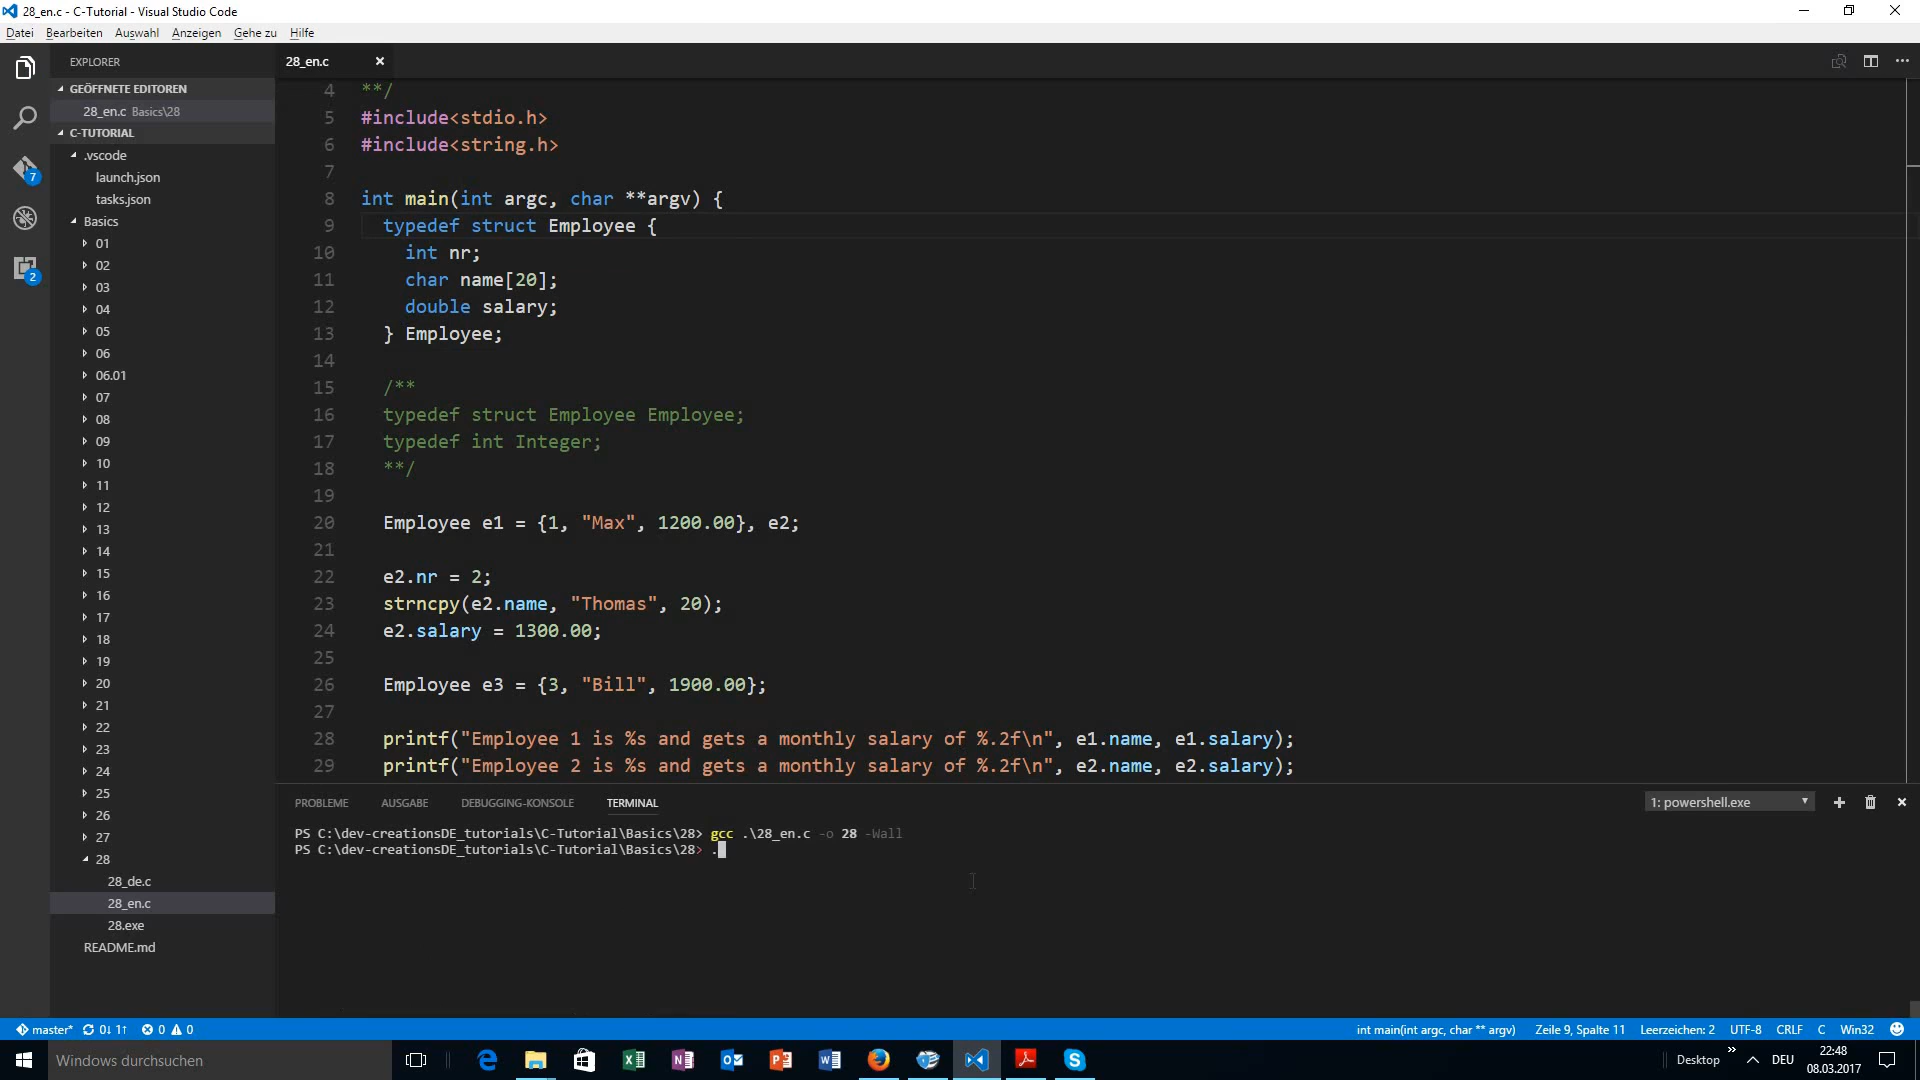 28_en.c - C-Tutorial - Visual Studio Code
Datei Bearbeiten Auswahl Anzeigen Gehe zu Hilfe
EXPLORER
GEÖFFNETE EDITOREN
28_en.c Basics\28
C-TUTORIAL
.vscode
launch.json
tasks.json
Basics
01
02
03
04
05
06
06.01
07
08
09
10
11
12
13
14
15
16
17
18
19
20
21
22
23
24
25
26
27
28
28_de.c
28_en.c
28.exe
README.md
7
2
28_en.c
4 **/
5 #include<stdio.h>
6 #include<string.h>
7
8 int main(int argc, char **argv) {
9 typedef struct Employee {
10 int nr;
11 char name[20];
12 double salary;
13 } Employee;
14
15 /**
16 typedef struct Employee Employee;
17 typedef int Integer;
18 **/
19
20 Employee e1 = {1, "Max", 1200.00}, e2;
21
22 e2.nr = 2;
23 strncpy(e2.name, "Thomas", 20);
24 e2.salary = 1300.00;
25
26 Employee e3 = {3, "Bill", 1900.00};
27
28 printf("Employee 1 is %s and gets a monthly salary of %.2f\n", e1.name, e1.salary);
29 printf("Employee 2 is %s and gets a monthly salary of %.2f\n", e2.name, e2.salary);
PROBLEME AUSGABE DEBUGGING-KONSOLE TERMINAL 1: powershell.exe
PS C:\dev-creationsDE_tutorials\C-Tutorial\Basics\28> gcc .\28_en.c -o 28 -Wall
PS C:\dev-creationsDE_tutorials\C-Tutorial\Basics\28> .
master* 0↓ 1↑ 0 0 int main(int argc, char ** argv) Zeile 9, Spalte 11 Leerzeichen: 2 UTF-8 CRLF C Win32
Windows durchsuchen Desktop DEU 22:48
08.03.2017